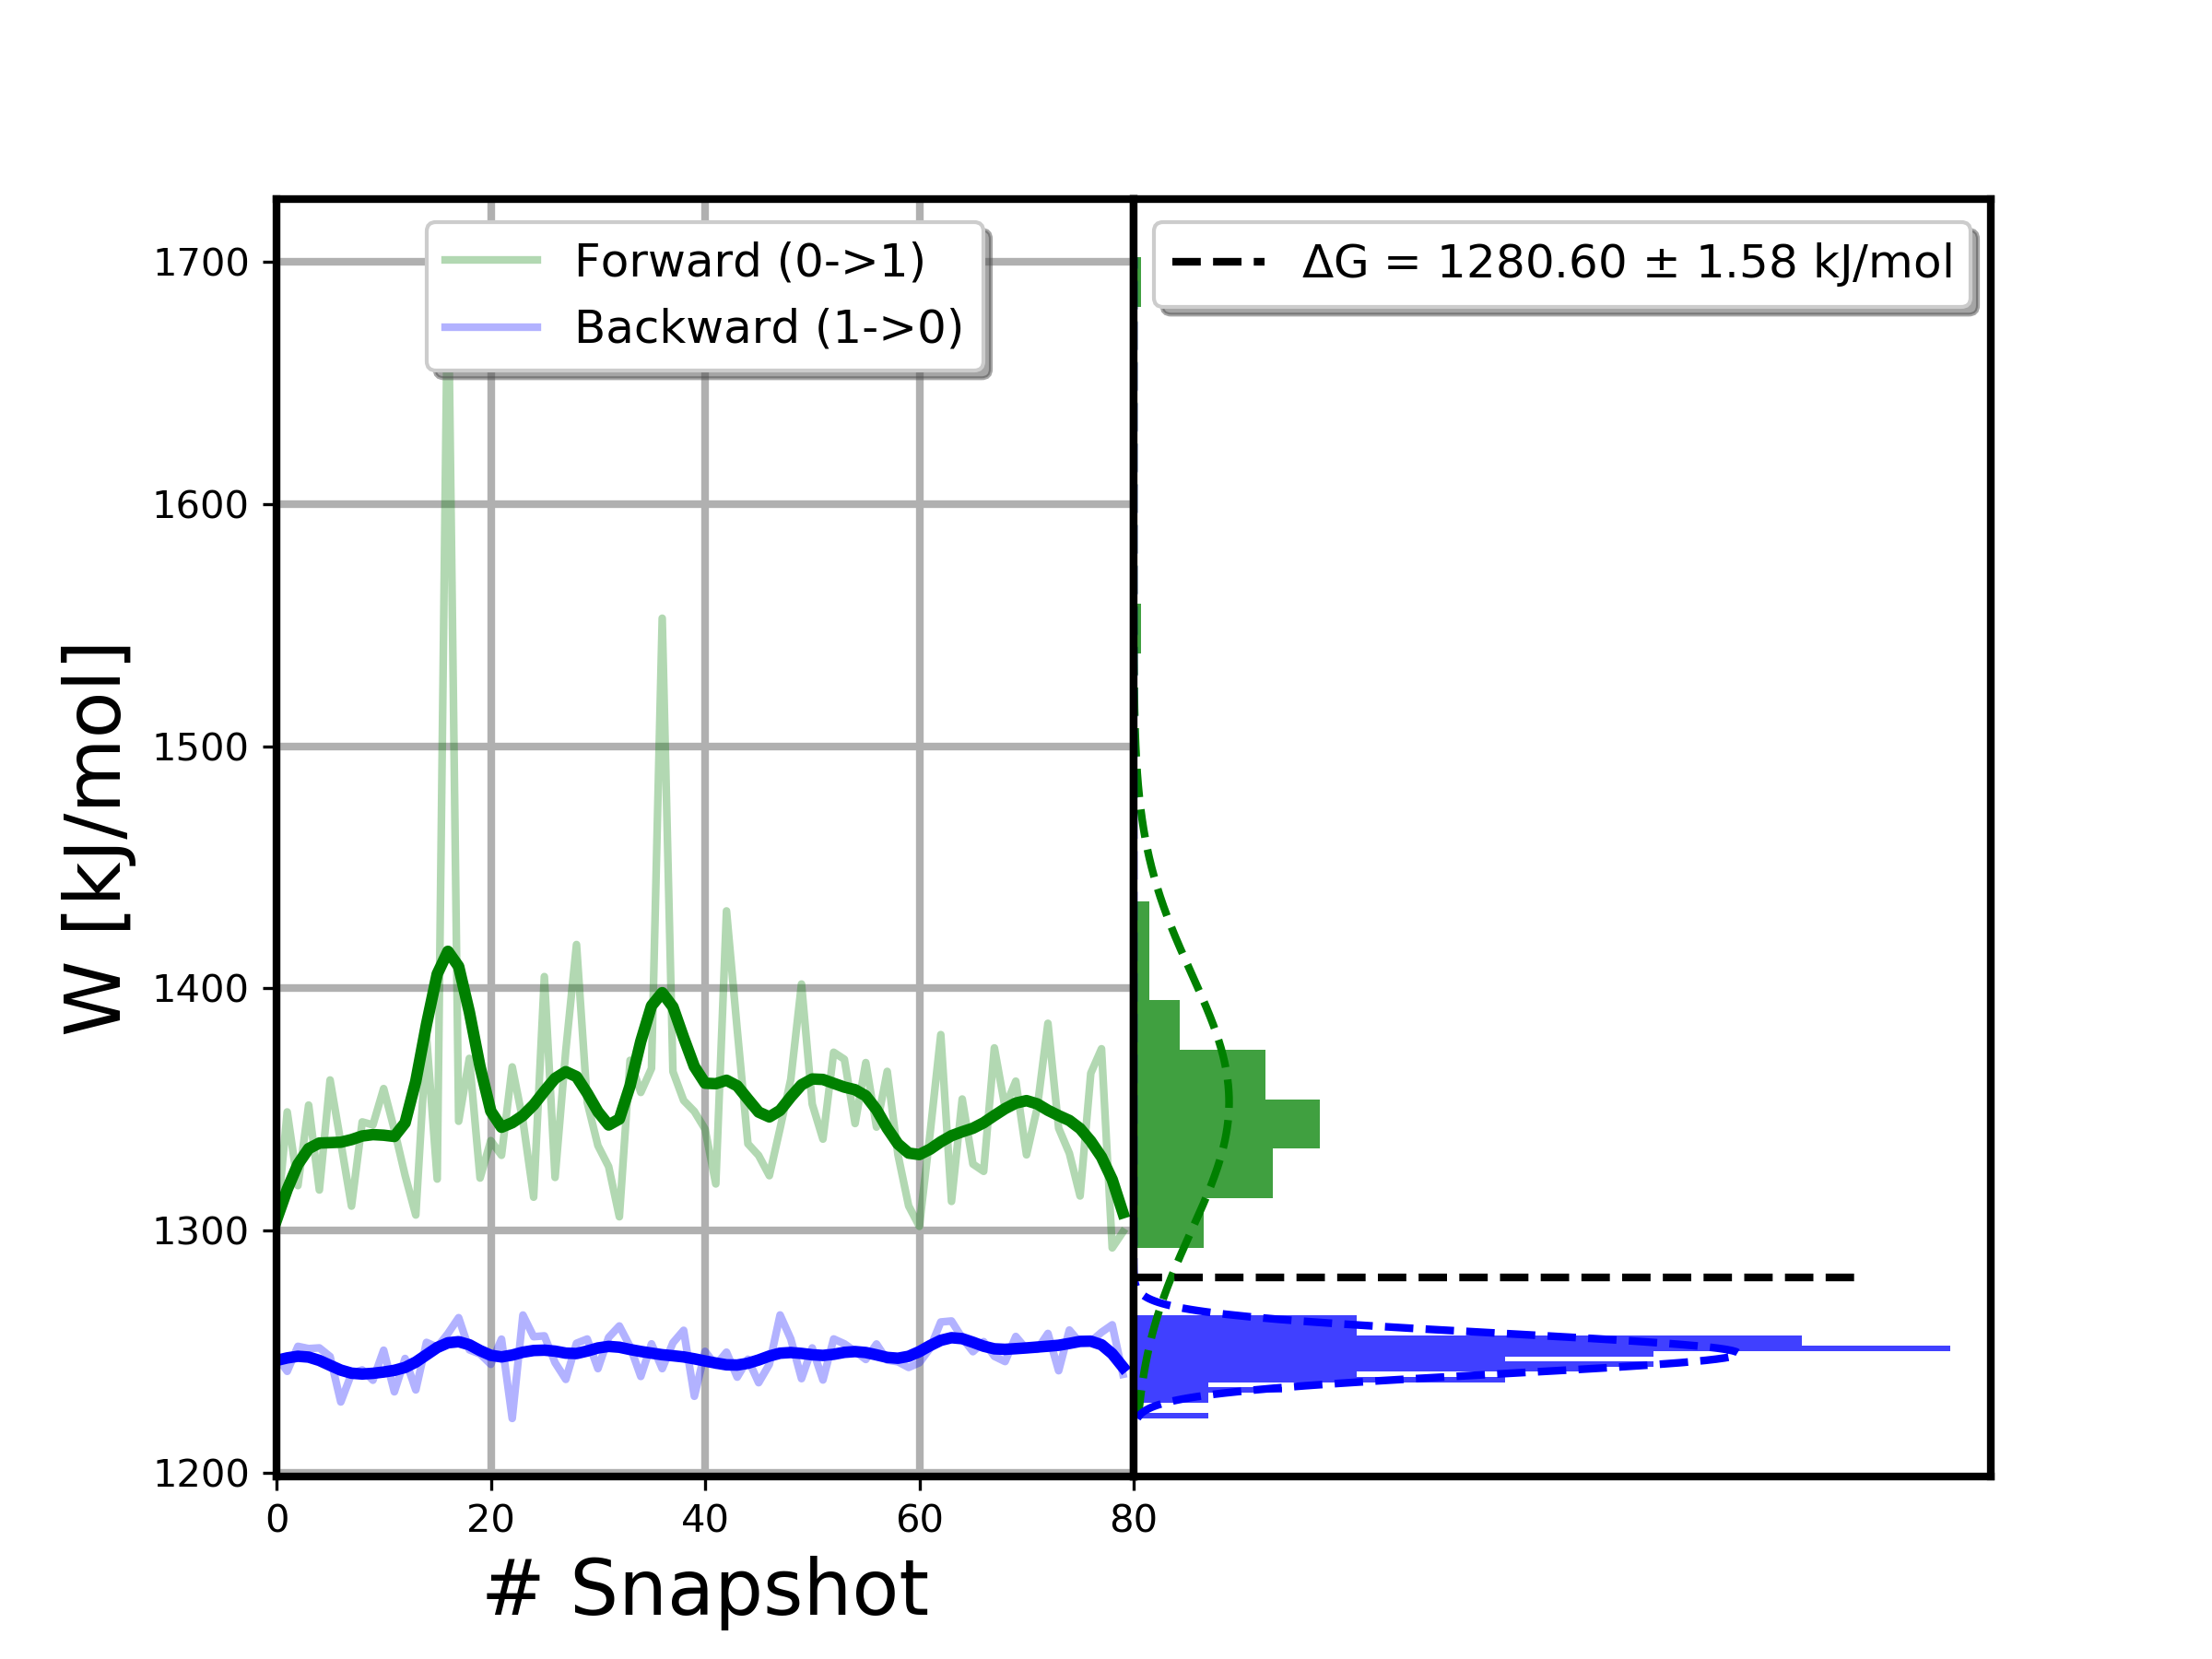 Forward (0->1)
Backward (1->0)
ΔG = 1280.60 ± 1.58 kJ/mol
W [kJ/mol]
1700
1600
1500
1400
1300
1200
0 20 40 60 80
# Snapshot